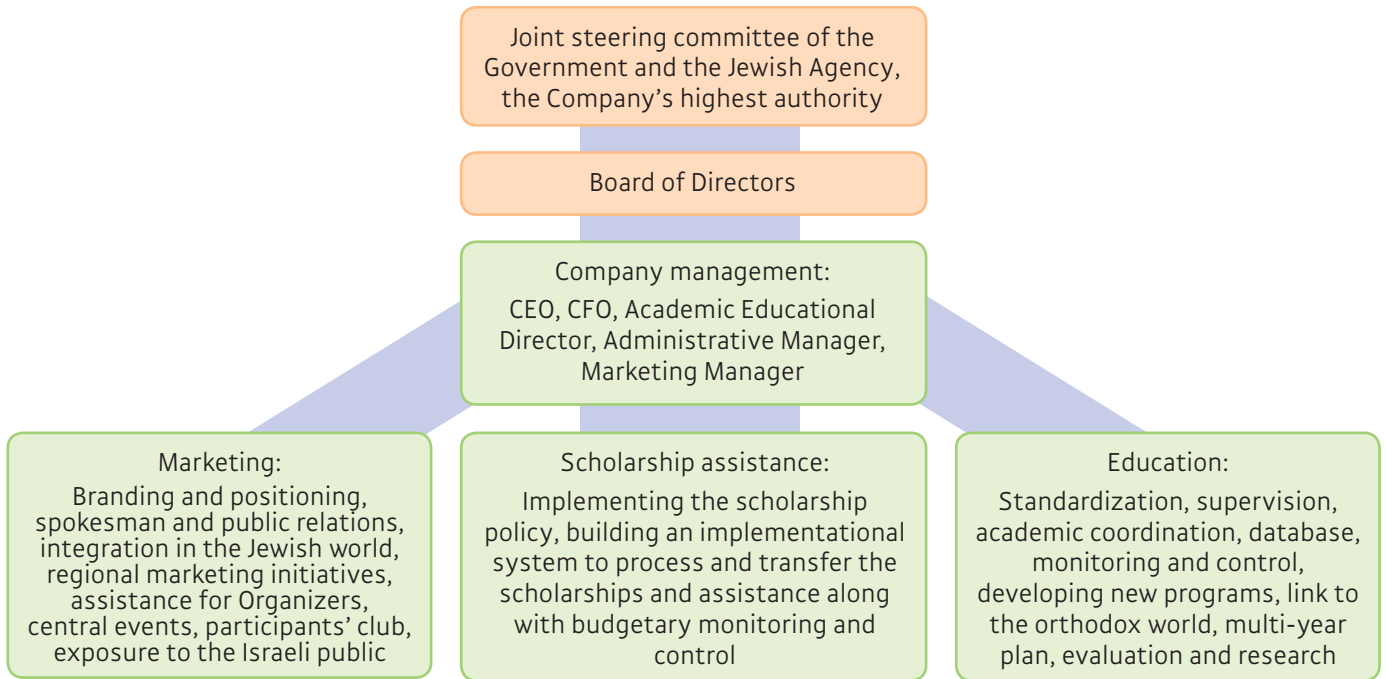 Joint steering committee of the
Government and the Jewish Agency,
the Company’s highest authority
Board of Directors
Company management:
CEO, CFO, Academic Educational
Director, Administrative Manager,
Marketing Manager
Marketing:
Branding and positioning,
spokesman and public relations,
integration in the Jewish world,
regional marketing initiatives,
assistance for Organizers,
central events, participants’ club,
exposure to the Israeli public
Scholarship assistance:
Implementing the scholarship
policy, building an implementational
system to process and transfer the
scholarships and assistance along
with budgetary monitoring and
control
Education:
Standardization, supervision,
academic coordination, database,
monitoring and control,
developing new programs, link to
the orthodox world, multi-year
plan, evaluation and research